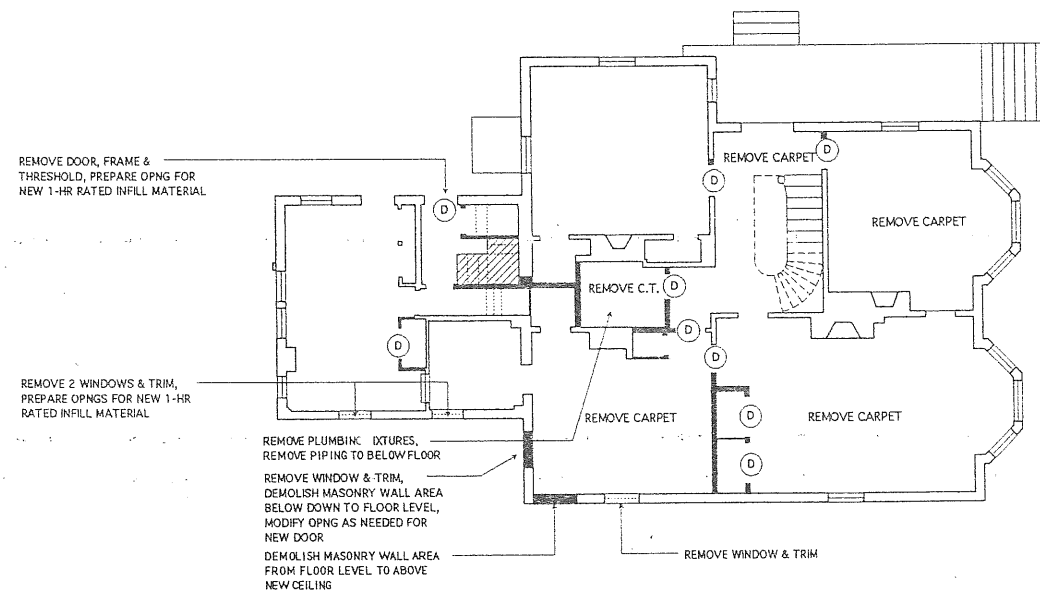 REMOVE DOOR, FRAME &
THRESHOLD, PREPARE OPNG FOR
NEW 1-HR RATED INFILL MATERIAL
D
REMOVE CARPET
D
D
REMOVE CARPET
REMOVE C.T.
D
D
D
D
REMOVE 2 WINDOWS & TRIM,
PREPARE OPNGS FOR NEW 1-HR
RATED INFILL MATERIAL
REMOVE CARPET
D
REMOVE CARPET
D
REMOVE PLUMBING IXTURES,
REMOVE PIPING TO BELOW FLOOR
REMOVE WINDOW & TRIM,
DEMOLISH MASONRY WALL AREA
BELOW DOWN TO FLOOR LEVEL,
MODIFY OPNG AS NEEDED FOR
NEW DOOR
DEMOLISH MASONRY WALL AREA
FROM FLOOR LEVEL TO ABOVE
NEW CEILING
REMOVE WINDOW & TRIM